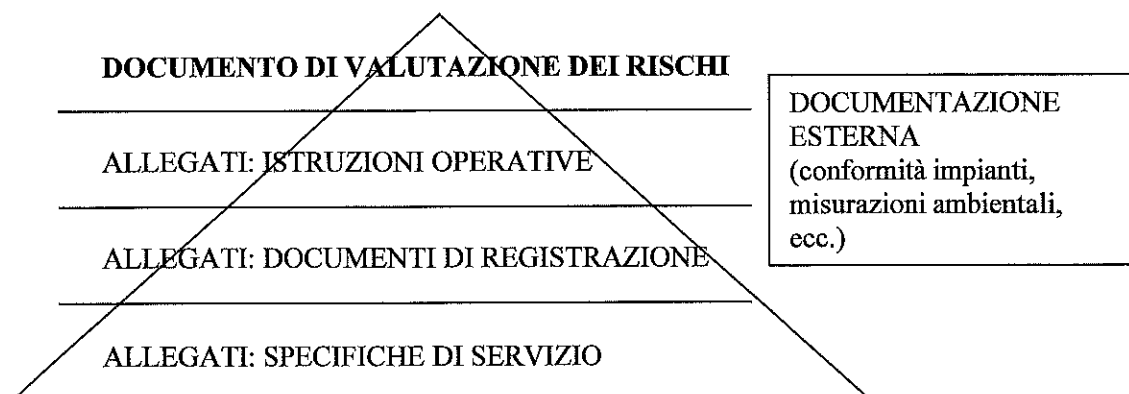 DOCUMENTO DI VALUTAZIONE DEI RISCHI
ALLEGATI: ISTRUZIONI OPERATIVE
ALLEGATI: DOCUMENTI DI REGISTRAZIONE
ALLEGATI: SPECIFICHE DI SERVIZIO
DOCUMENTAZIONE
ESTERNA
(conformità impianti,
misurazioni ambientali,
ecc.)